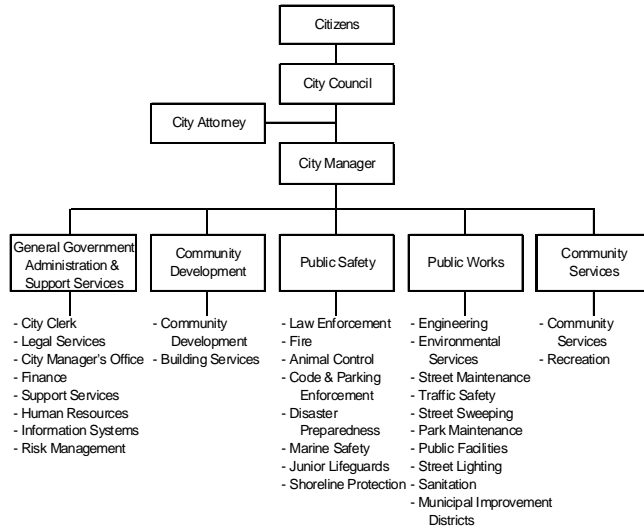 Citizens
City Council
City Attorney
City Manager
General Government
Administration &
Support Services
Community
Development
Public Safety
Public Works
Community
Services
- City Clerk
- Legal Services
- City Manager's Office
- Finance
- Support Services
- Human Resources
- Information Systems
- Risk Management
- Community
Development
- Building Services
- Law Enforcement
- Fire
- Animal Control
- Code & Parking
Enforcement
- Disaster
Preparedness
- Marine Safety
- Junior Lifeguards
- Shoreline Protection
- Engineering
- Environmental
Services
- Street Maintenance
- Traffic Safety
- Street Sweeping
- Park Maintenance
- Public Facilities
- Street Lighting
- Sanitation
- Municipal Improvement
Districts
- Community
Services
- Recreation